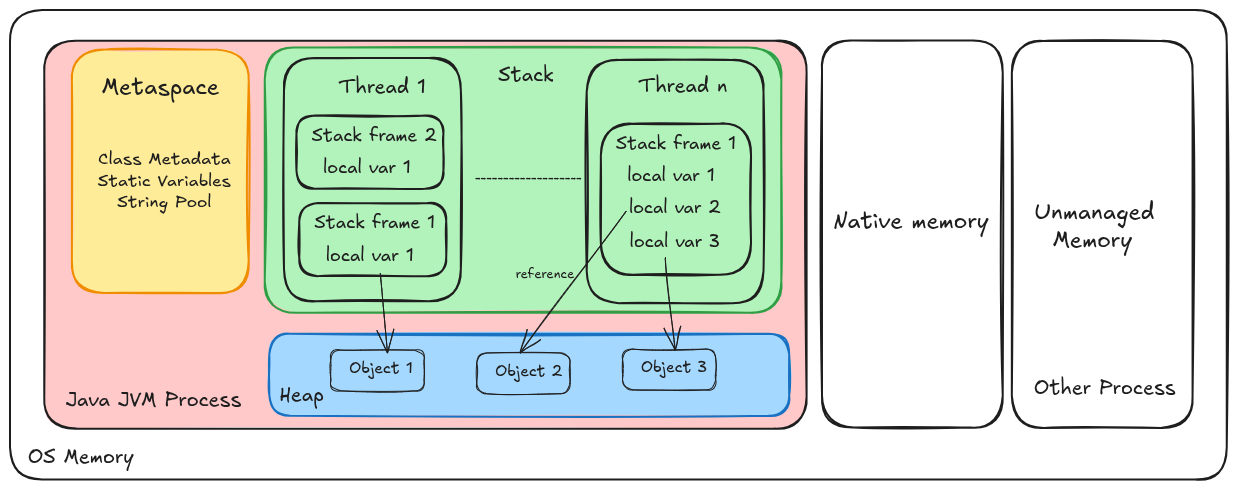 Metaspace
Class Metadata
Static Variables
String Pool
Stack
Thread 1
Stack frame 2
local var 1
Stack frame 1
local var 1
--------------------
Thread n
Stack frame 1
local var 1
local var 2
local var 3
reference
Object 1
Object 2
Object 3
Heap
Java JVM Process
Native memory
Unmanaged
Memory
Other Process
OS Memory